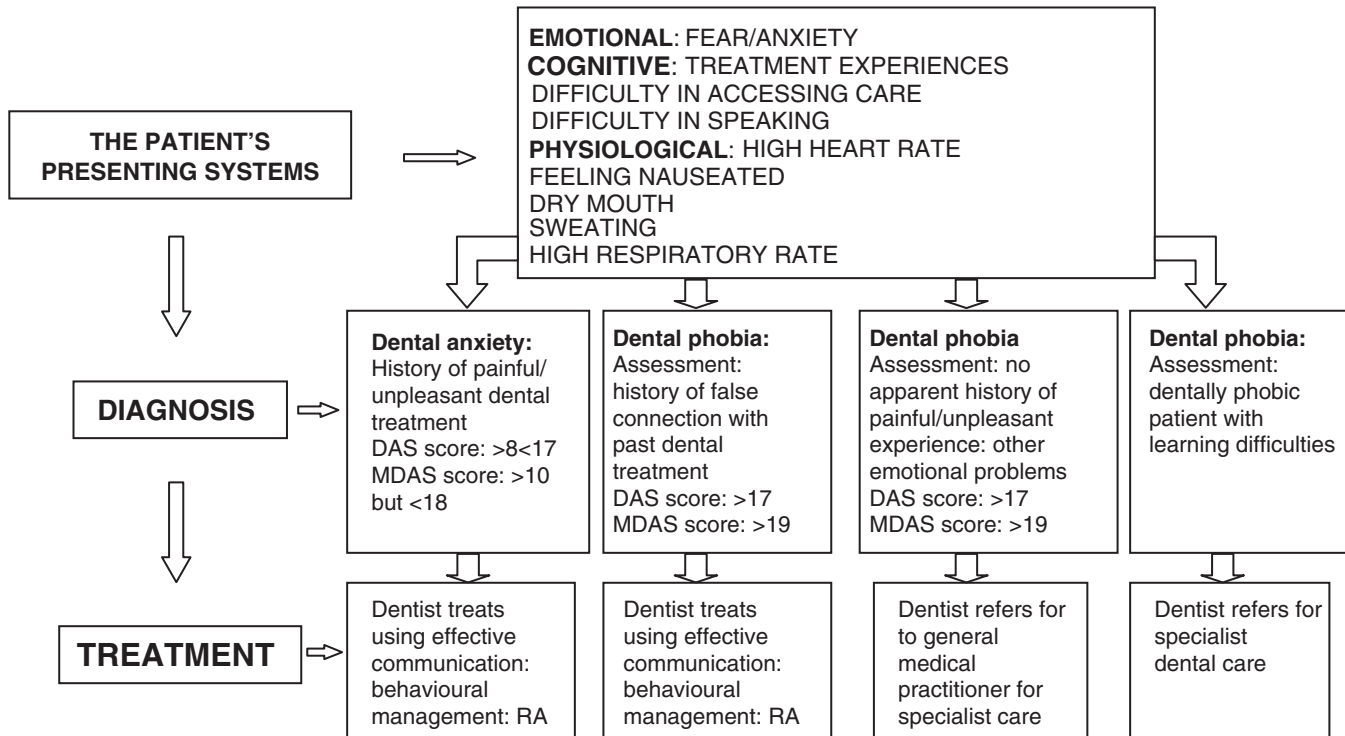 EMOTIONAL: FEAR/ANXIETY
COGNITIVE: TREATMENT EXPERIENCES
DIFFICULTY IN ACCESSING CARE
DIFFICULTY IN SPEAKING
PHYSIOLOGICAL: HIGH HEART RATE
FEELING NAUSEATED
DRY MOUTH
SWEATING
HIGH RESPIRATORY RATE
THE PATIENT'S
PRESENTING SYSTEMS
DIAGNOSIS
Dental anxiety:
History of painful/
unpleasant dental
treatment
DAS score: >8<17
MDAS score: >10
but <18
Dental phobia:
Assessment:
history of false
connection with
past dental
treatment
DAS score: >17
MDAS score: >19
Dental phobia
Assessment: no
apparent history of
painful/unpleasant
experience: other
emotional problems
DAS score: >17
MDAS score: >19
Dental phobia:
Assessment:
dentally phobic
patient with
learning difficulties
TREATMENT
Dentist treats
using effective
communication:
behavioural
management: RA
Dentist treats
using effective
communication:
behavioural
management: RA
Dentist refers for
to general
medical
practitioner for
specialist care
Dentist refers for
specialist
dental care